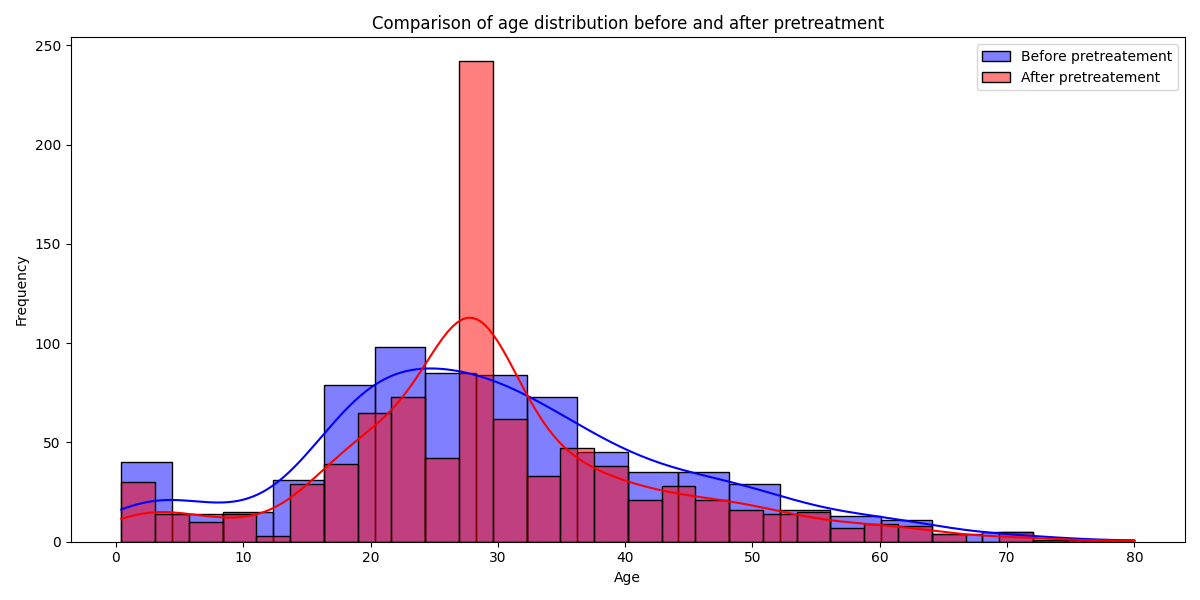 Comparison of age distribution before and after pretreatment
Before pretreatement
After pretreatement
Frequency
250
200
150
100
50
0
0 10 20 30 40 50 60 70 80
Age